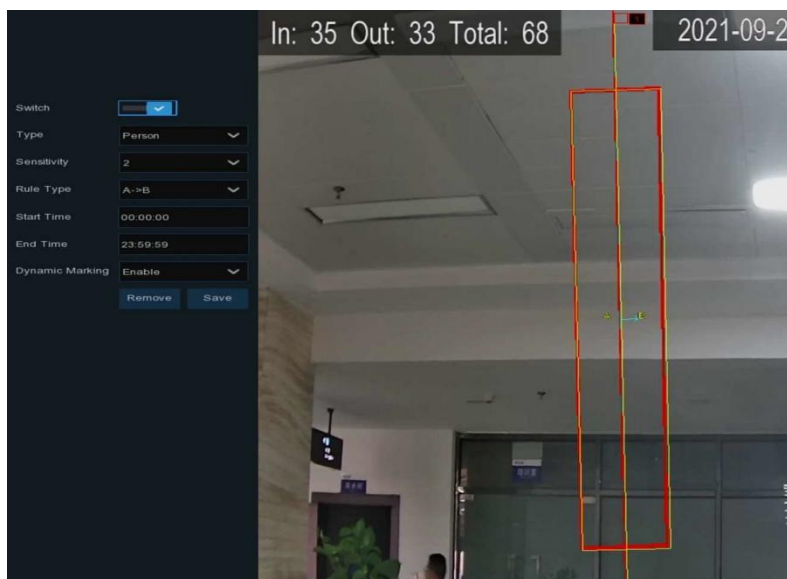 In: 35 Out: 33 Total: 68
2021-09-2
Switch
Type
Person
Sensitivity
2
Rule Type
A->B
Start Time
00:00:00
End Time
23:59:59
Dynamic Marking
Enable
Remove
Save
A
B